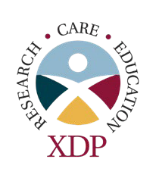 RESEARCH · CARE · EDUCATION
XDP